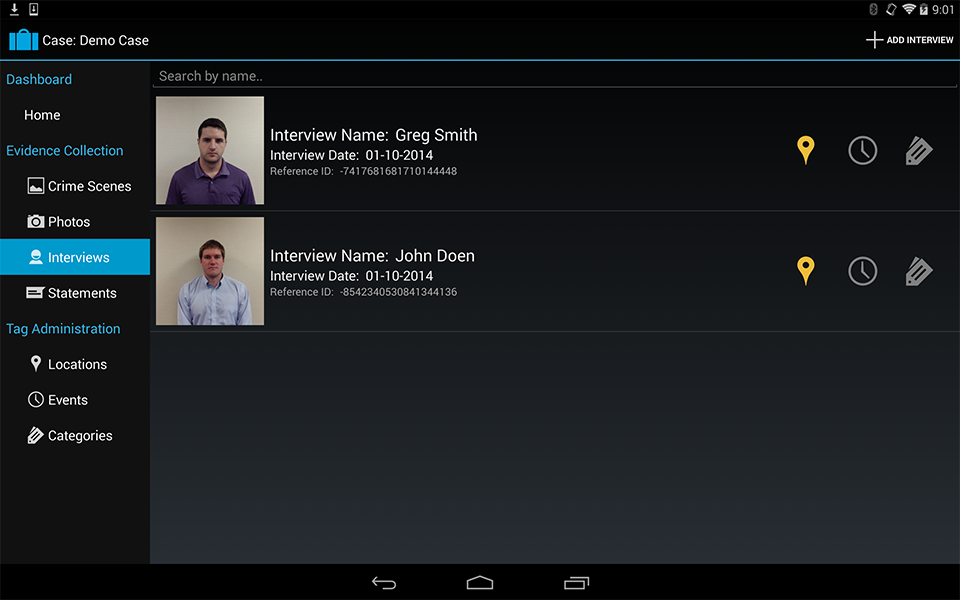 9:01
Case: Demo Case
ADD INTERVIEW
Dashboard
Home
Evidence Collection
Crime Scenes
Photos
Interviews
Statements
Tag Administration
Locations
Events
Categories
Search by name..
Interview Name: Greg Smith
Interview Date: 01-10-2014
Reference ID: -7417681681710144448
Interview Name: John Doen
Interview Date: 01-10-2014
Reference ID: -8542340530841344136